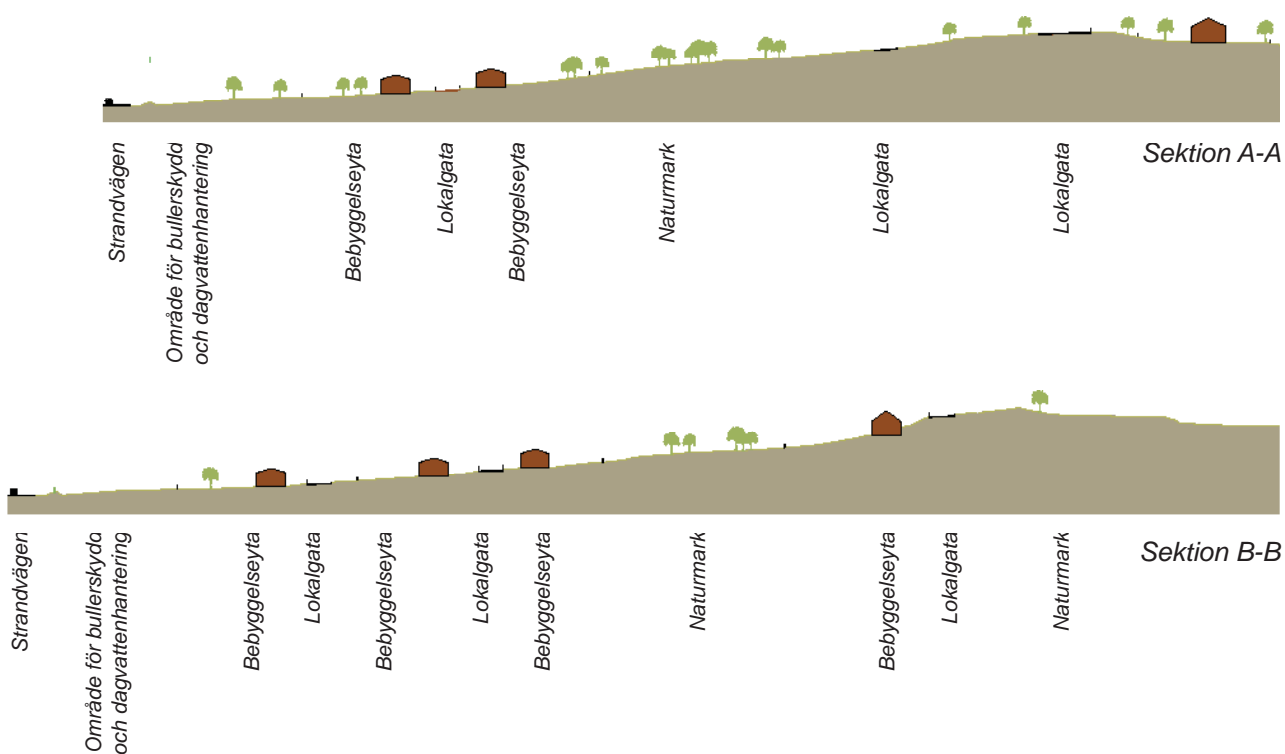 Strandvägen
Område för bullerskydd
och dagvattenhantering
Bebyggelseyta
Lokalgata
Bebyggelseyta
Naturmark
Lokalgata
Lokalgata
Sektion A-A
Strandvägen
Område för bullerskydd
och dagvattenhantering
Bebyggelseyta
Lokalgata
Bebyggelseyta
Lokalgata
Bebyggelseyta
Naturmark
Bebyggelseyta
Lokalgata
Naturmark
Sektion B-B